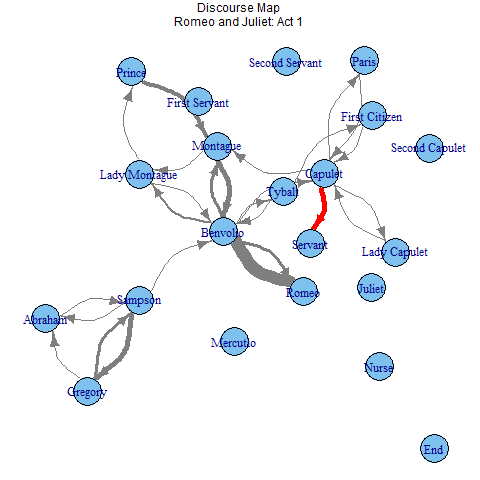 Discourse Map
Romeo and Juliet: Act 1
Second Servant
Paris
Prince
First Servant
First Citizen
Montague
Second Capulet
Lady Montague
Capulet
Tybalt
Benvolio
Servant
Lady Capulet
Romeo
Juliet
Sampson
Abraham
Mercutio
Nurse
Gregory
End